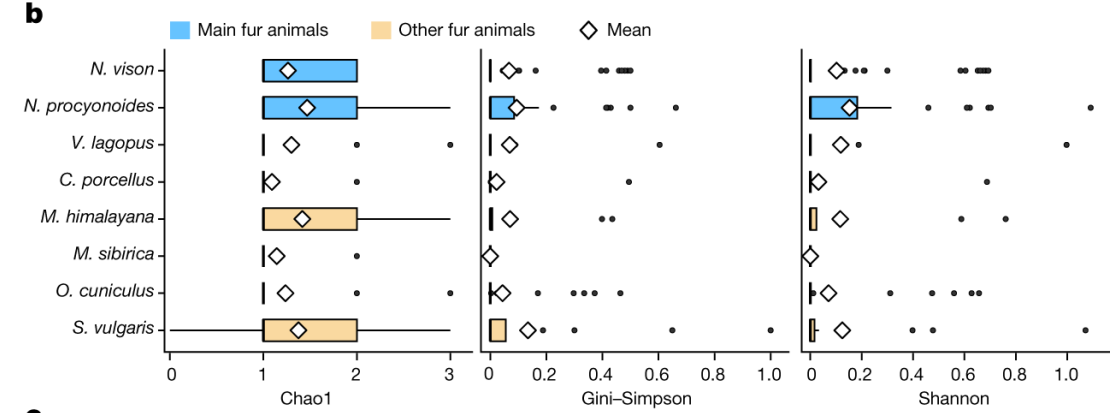 b
Main fur animals Other fur animals Mean
N. vison
N. procyonoides
V. lagopus
C. porcellus
M. himalayana
M. sibirica
O. cuniculus
S. vulgaris
0 1 2 3 0 0.2 0.4 0.6 0.8 1.0 0 0.2 0.4 0.6 0.8 1.0
Chao1 Gini–Simpson Shannon